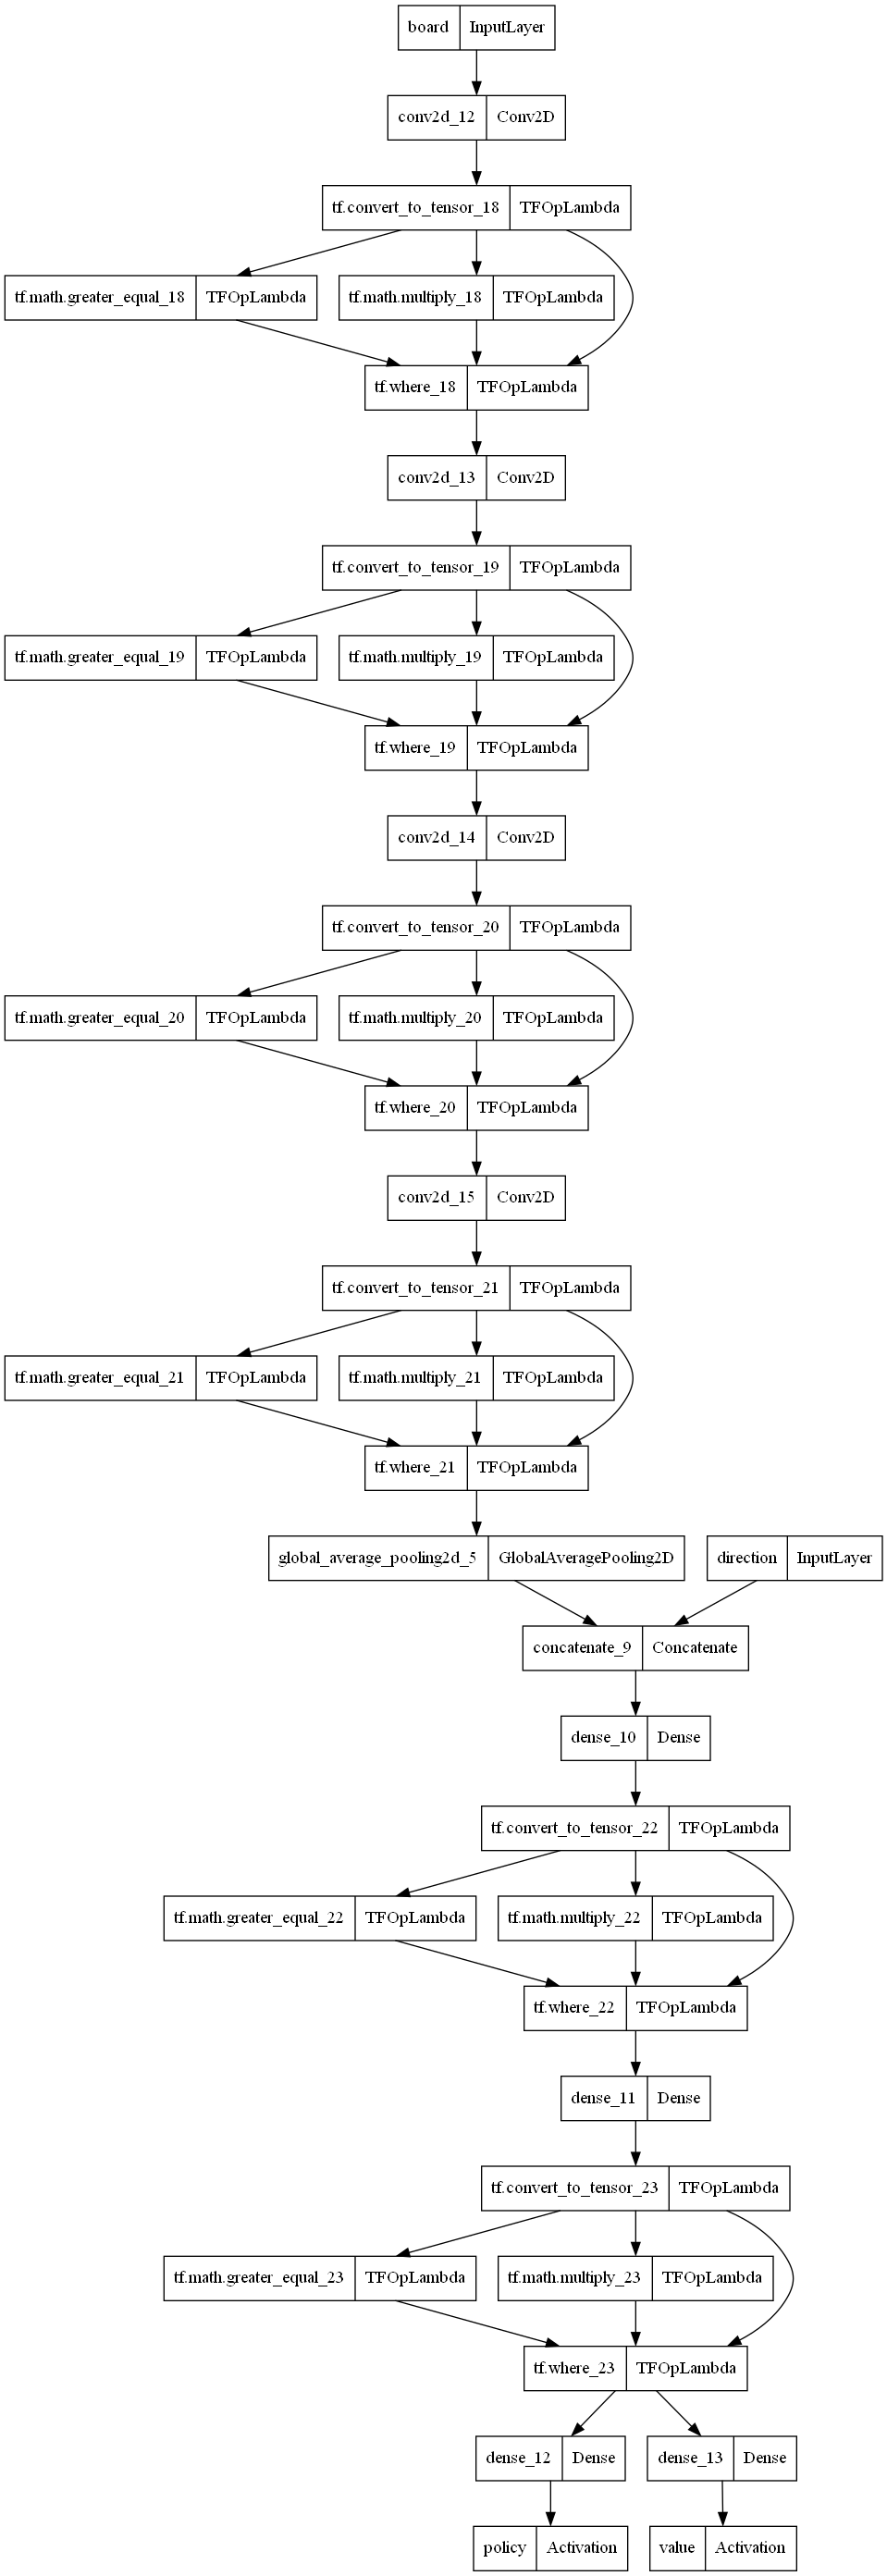 board InputLayer
conv2d_12 Conv2D
tf.convert_to_tensor_18 TFOpLambda
tf.math.greater_equal_18 TFOpLambda tf.math.multiply_18 TFOpLambda
tf.where_18 TFOpLambda
conv2d_13 Conv2D
tf.convert_to_tensor_19 TFOpLambda
tf.math.greater_equal_19 TFOpLambda tf.math.multiply_19 TFOpLambda
tf.where_19 TFOpLambda
conv2d_14 Conv2D
tf.convert_to_tensor_20 TFOpLambda
tf.math.greater_equal_20 TFOpLambda tf.math.multiply_20 TFOpLambda
tf.where_20 TFOpLambda
conv2d_15 Conv2D
tf.convert_to_tensor_21 TFOpLambda
tf.math.greater_equal_21 TFOpLambda tf.math.multiply_21 TFOpLambda
tf.where_21 TFOpLambda
global_average_pooling2d_5 GlobalAveragePooling2D direction InputLayer
concatenate_9 Concatenate
dense_10 Dense
tf.convert_to_tensor_22 TFOpLambda
tf.math.greater_equal_22 TFOpLambda tf.math.multiply_22 TFOpLambda
tf.where_22 TFOpLambda
dense_11 Dense
tf.convert_to_tensor_23 TFOpLambda
tf.math.greater_equal_23 TFOpLambda tf.math.multiply_23 TFOpLambda
tf.where_23 TFOpLambda
dense_12 Dense dense_13 Dense
policy Activation value Activation